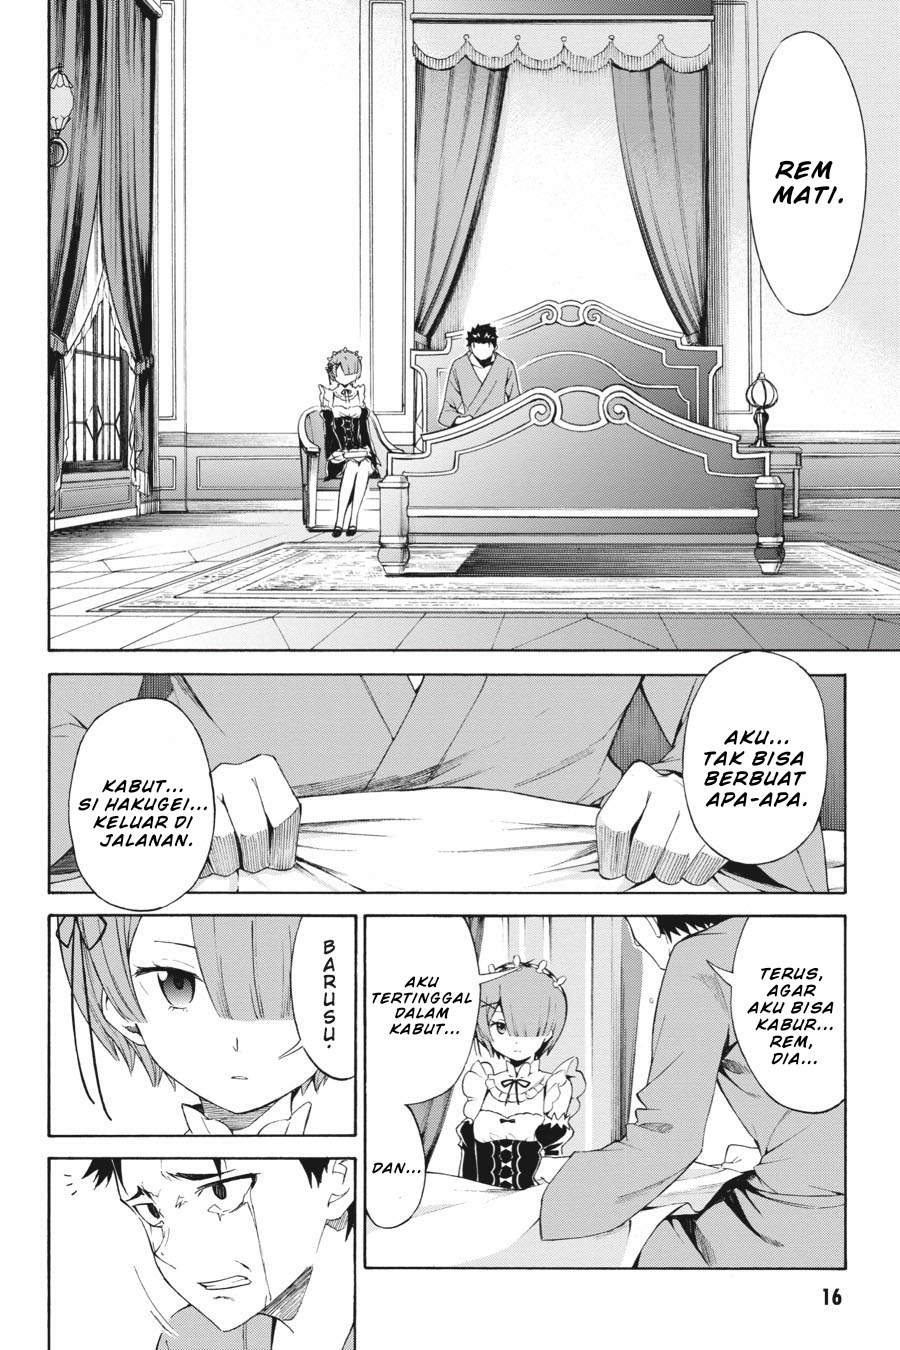 REM
MATI.
AKU...
TAK BISA
BERBUAT
APA-APA.
KABUT...
SI HAKUGEI...
KELUAR DI
JALANAN.
TERUS,
AGAR
AKU BISA
KABUR...
REM,
DIA...
AKU
TERTINGGAL
DALAM
KABUT...
DAN...
BARUSU.
16